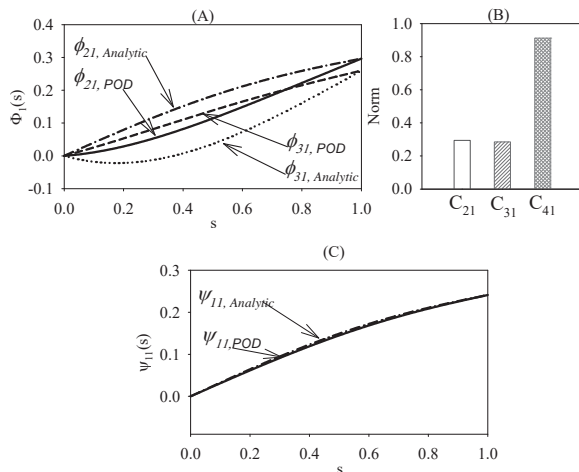 (A)
0.4
0.3
0.2
0.1
0.0
-0.1
Φ₁(s)
ϕ21, Analytic
ϕ21, POD
ϕ31, POD
ϕ31, Analytic
0.0 0.2 0.4 0.6 0.8 1.0
s
(B)
1.0
0.8
0.6
0.4
0.2
0.0
Norm
C21 C31 C41
(C)
0.3
0.2
0.1
0.0
ψ11(s)
ψ11, Analytic
ψ11,POD
0.0 0.2 0.4 0.6 0.8 1.0
s